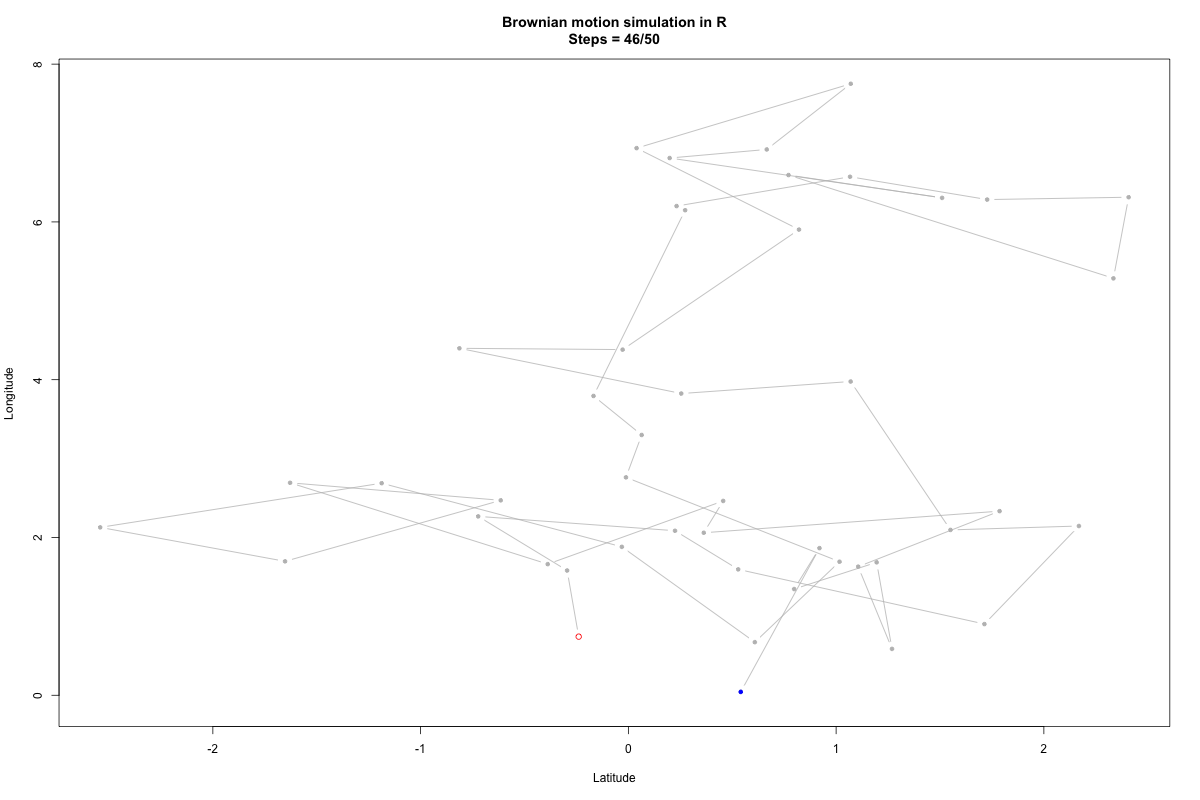 Brownian motion simulation in R
Steps = 46/50
8
6
4
2
0
Longitude
-2 -1 0 1 2
Latitude